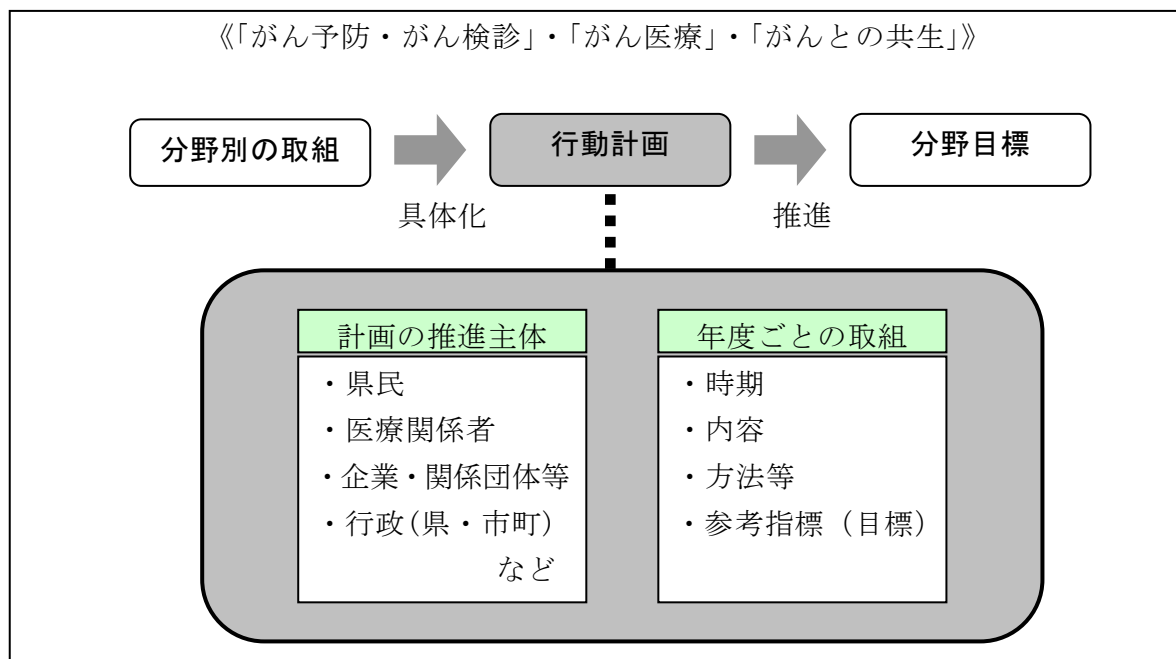 《「がん予防・がん検診」・「がん医療」・「がんとの共生」》
分野別の取組
行動計画
分野目標
具体化
推進
計画の推進主体
・県民
・医療関係者
・企業・関係団体等
・行政(県・市町)
など
年度ごとの取組
・時期
・内容
・方法等
・参考指標（目標）